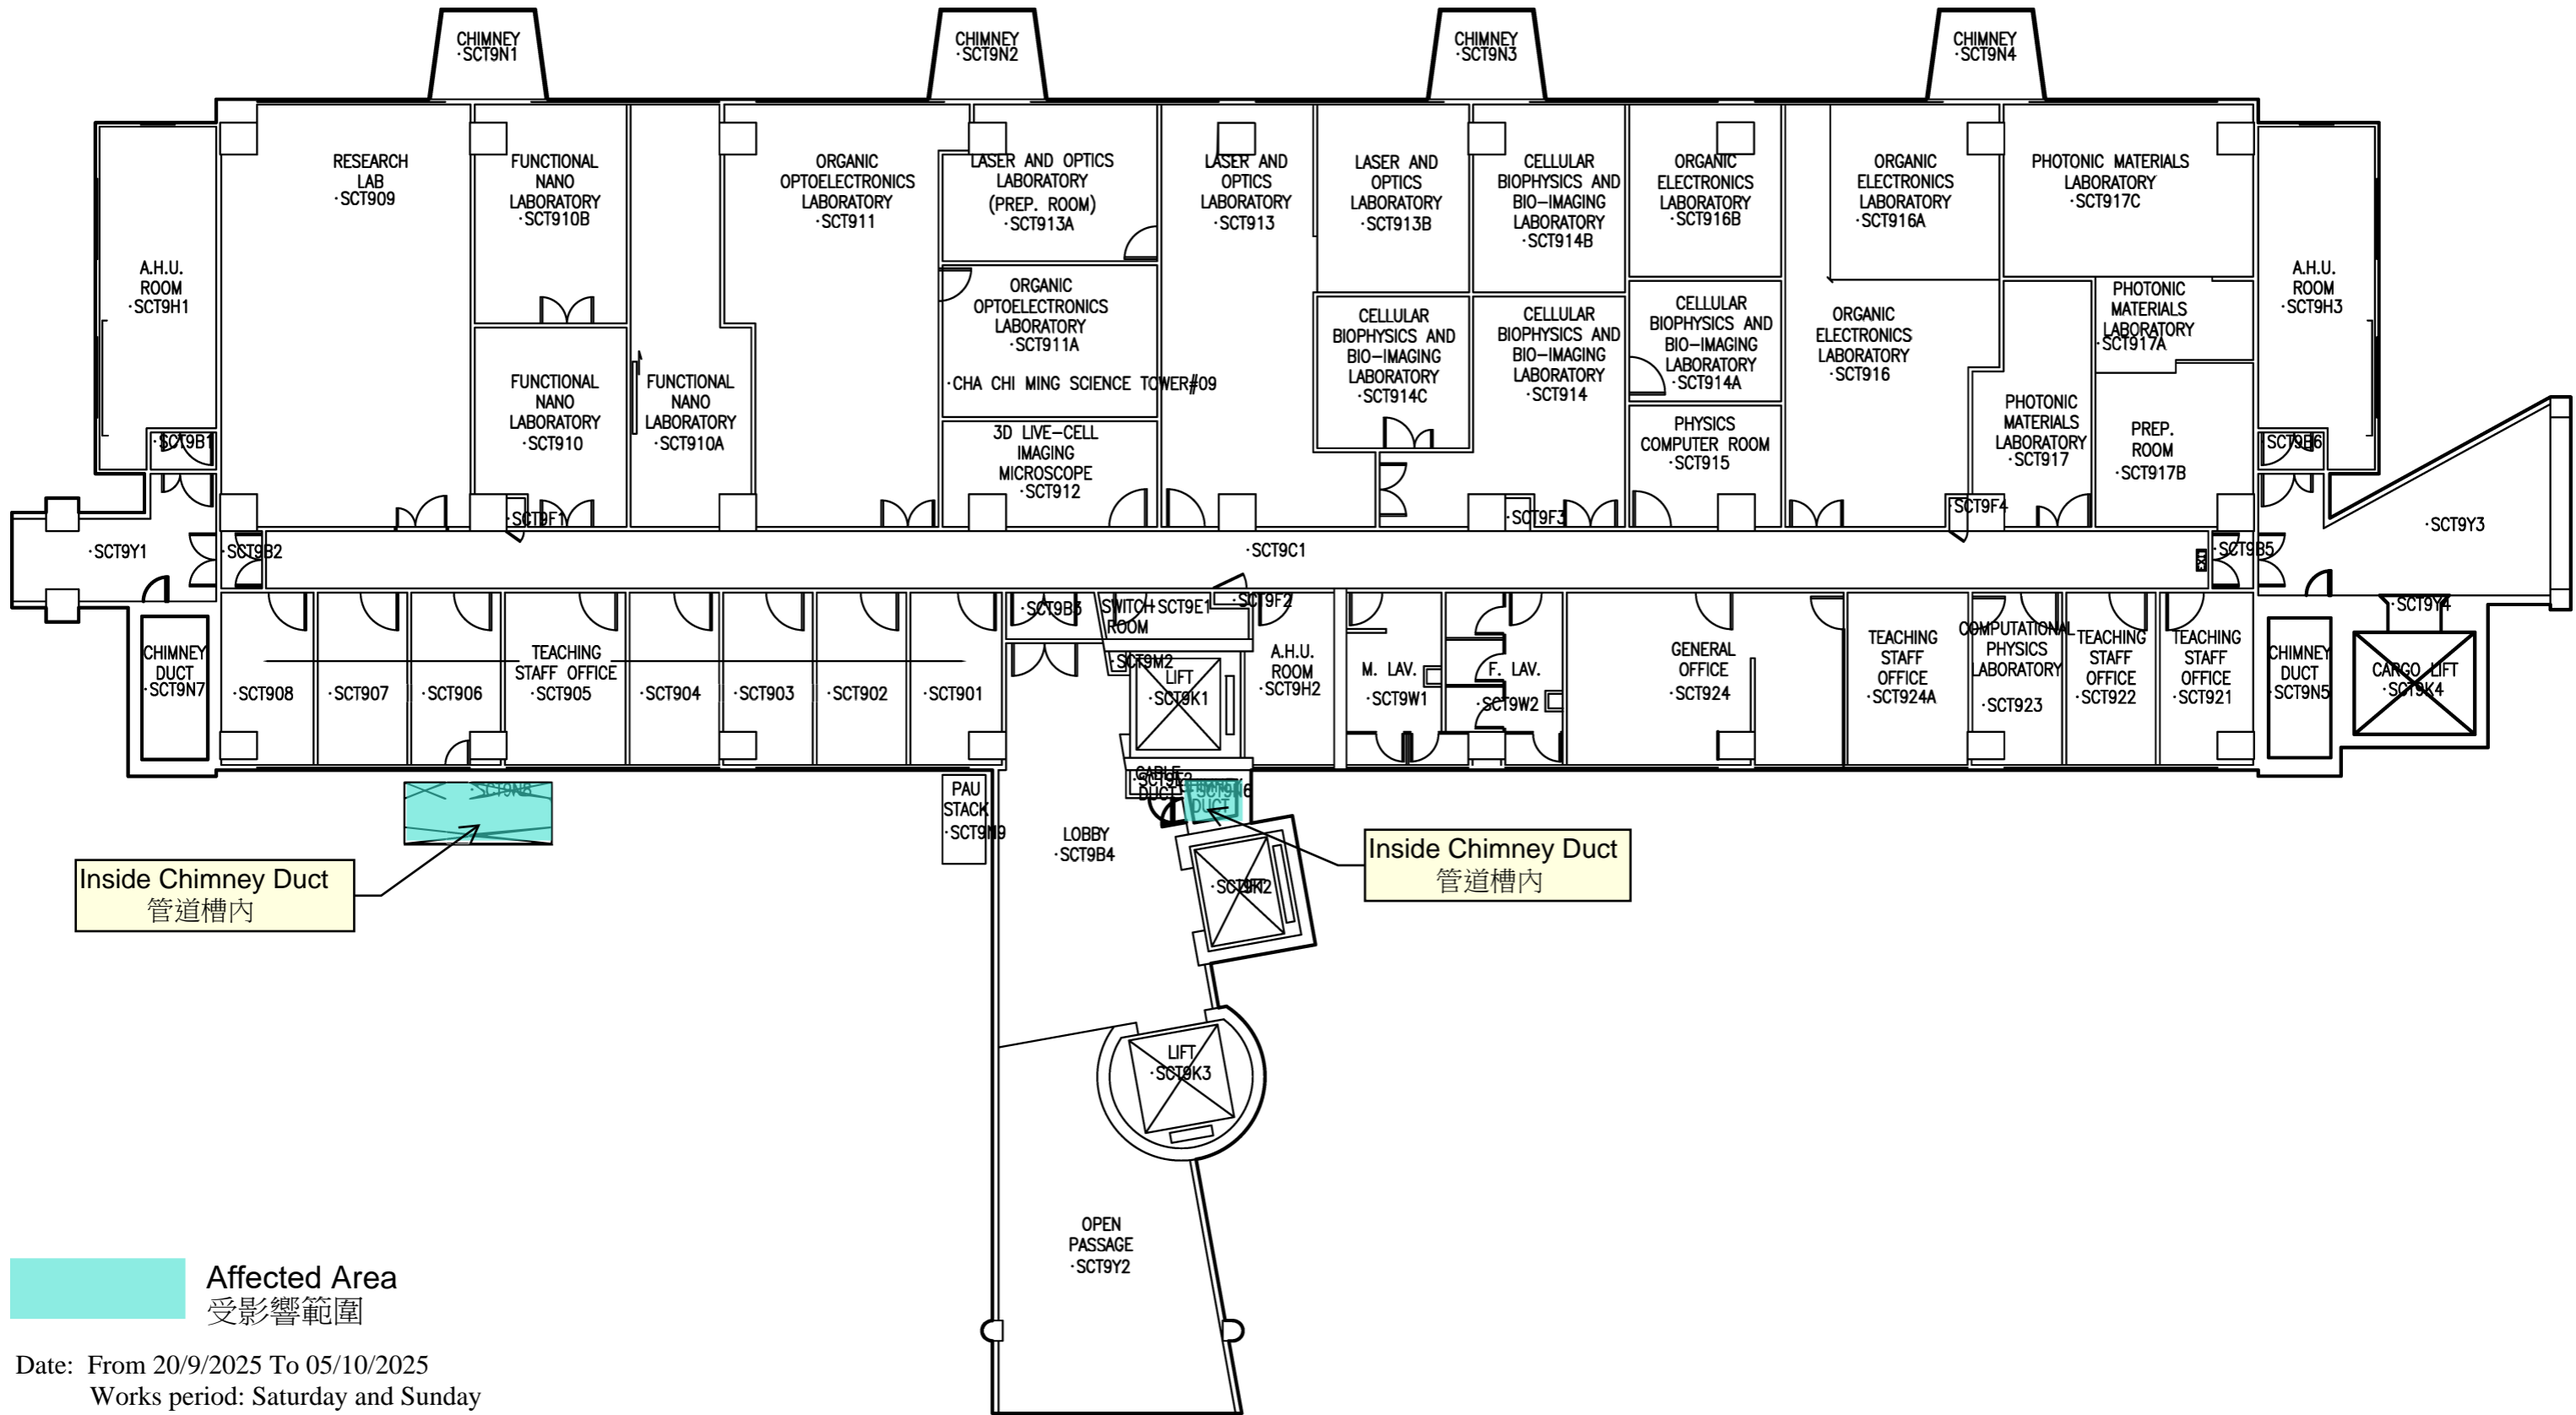 CHIMNEY
·SCT9N1
CHIMNEY
·SCT9N2
CHIMNEY
·SCT9N3
CHIMNEY
·SCT9N4
A.H.U.
ROOM
·SCT9H1
RESEARCH
LAB
·SCT909
FUNCTIONAL
NANO
LABORATORY
·SCT910B
ORGANIC
OPTOELECTRONICS
LABORATORY
·SCT911
LASER AND OPTICS
LABORATORY
(PREP. ROOM)
·SCT913A
LASER AND
OPTICS
LABORATORY
·SCT913
LASER AND
OPTICS
LABORATORY
·SCT913B
CELLULAR
BIOPHYSICS AND
BIO-IMAGING
LABORATORY
·SCT914B
ORGANIC
ELECTRONICS
LABORATORY
·SCT916B
ORGANIC
ELECTRONICS
LABORATORY
·SCT916A
PHOTONIC MATERIALS
LABORATORY
·SCT917C
A.H.U.
ROOM
·SCT9H3
FUNCTIONAL
NANO
LABORATORY
·SCT910
FUNCTIONAL
NANO
LABORATORY
·SCT910A
ORGANIC
OPTOELECTRONICS
LABORATORY
·SCT911A
·CHA CHI MING SCIENCE TOWER#09
3D LIVE-CELL
IMAGING
MICROSCOPE
·SCT912
CELLULAR
BIOPHYSICS AND
BIO-IMAGING
LABORATORY
·SCT914C
CELLULAR
BIOPHYSICS AND
BIO-IMAGING
LABORATORY
·SCT914
CELLULAR
BIOPHYSICS AND
BIO-IMAGING
LABORATORY
·SCT914A
PHYSICS
COMPUTER ROOM
·SCT915
ORGANIC
ELECTRONICS
LABORATORY
·SCT916
PHOTONIC
MATERIALS
LABORATORY
·SCT917A
PHOTONIC
MATERIALS
LABORATORY
·SCT917
PREP.
ROOM
·SCT917B
·SCT9B1
·SCT9B6
·SCT9F1
·SCT9F3
·SCT9F4
·SCT9Y1
·SCT9B2
·SCT9C1
·SCT9B5
·SCT9Y3
CHIMNEY
DUCT
·SCT9N7
·SCT908
·SCT907
·SCT906
TEACHING
STAFF OFFICE
·SCT905
·SCT904
·SCT903
·SCT902
·SCT901
·SCT9B3
SWITCH
ROOM
·SCT9E1
·SCT9F2
·SCT9M2
LIFT
·SCT9K1
A.H.U.
ROOM
·SCT9H2
M. LAV.
·SCT9W1
F. LAV.
·SCT9W2
GENERAL
OFFICE
·SCT924
TEACHING
STAFF
OFFICE
·SCT924A
COMPUTATIONAL
PHYSICS
LABORATORY
·SCT923
TEACHING
STAFF
OFFICE
·SCT922
TEACHING
STAFF
OFFICE
·SCT921
CHIMNEY
DUCT
·SCT9N5
·SCT9Y4
CARGO LIFT
·SCT9K4
·SCT9N8
PAU
STACK
·SCT9N9
CABLE
DUCT
·SCT9E2
DUCT
·SCT9N6
LOBBY
·SCT9B4
·SCT9K2
Inside Chimney Duct
管道槽內
Inside Chimney Duct
管道槽內
LIFT
·SCT9K3
OPEN
PASSAGE
·SCT9Y2
Affected Area
受影響範圍
Date: From 20/9/2025 To 05/10/2025
Works period: Saturday and Sunday